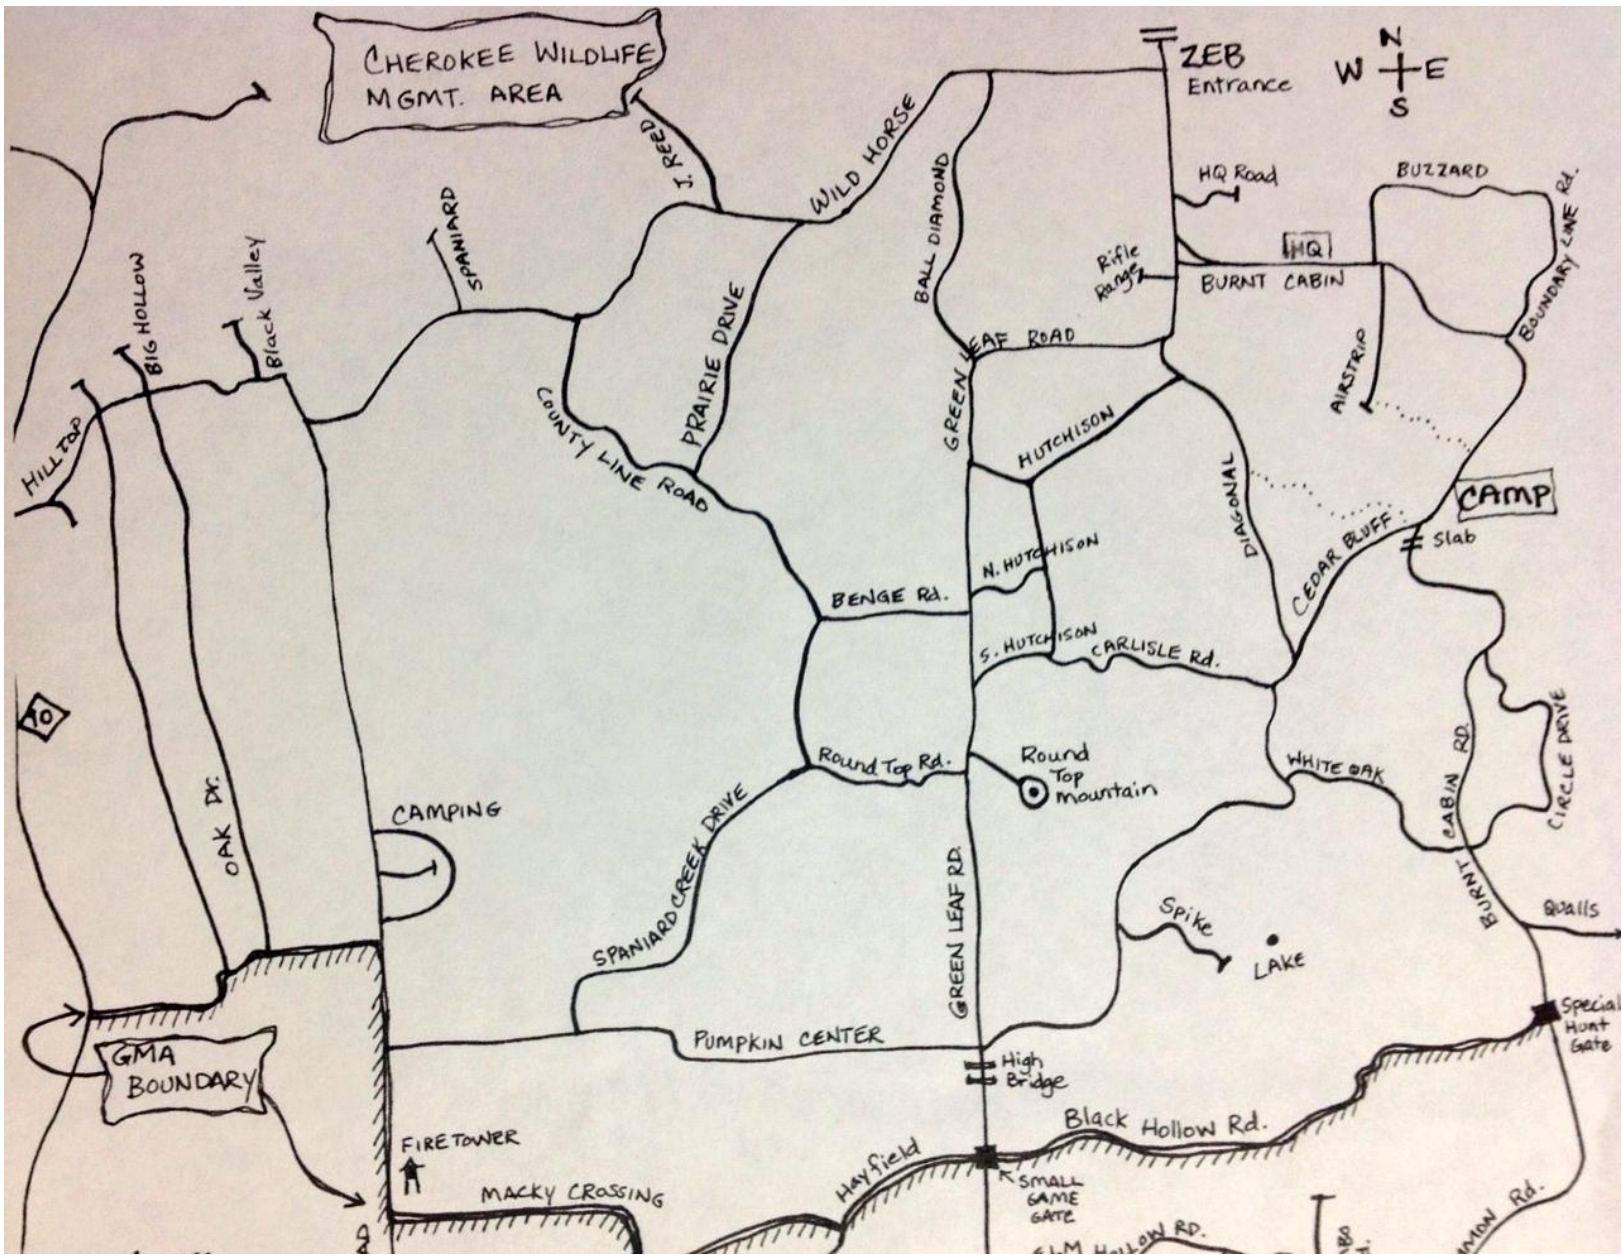 CHEROKEE WILDLIFE
MGMT. AREA
ZEB
Entrance
N
W E
S
J. REED
WILD HORSE
BALL DIAMOND
HQ Road
BUZZARD
BOUNDARY LINE Rd.
HQ
Rifle
Range
BURNT CABIN
SPANIARD
Black Valley
BIG HOLLOW
HILLTOP
PRAIRIE DRIVE
COUNTY LINE ROAD
GREEN LEAF ROAD
AIRSTRIP
HUTCHISON
DIAGONAL
CAMP
CEDAR BLUFF
Slab
N. HUTCHISON
BENGE Rd.
S. HUTCHISON
CARLISLE Rd.
10
OAK Dr.
Round Top Rd.
Round
Top
Mountain
WHITE OAK
BURNT CABIN RD.
CIRCLE DRIVE
CAMPING
SPANIARD CREEK DRIVE
GREEN LEAF RD.
Spike
LAKE
Qualls
Special
Hunt
Gate
PUMPKIN CENTER
High
Bridge
GMA
BOUNDARY
FIRETOWER
MACKY CROSSING
Hayfield
Black Hollow Rd.
SMALL
GAME
GATE
ELM HOLLOW RD.